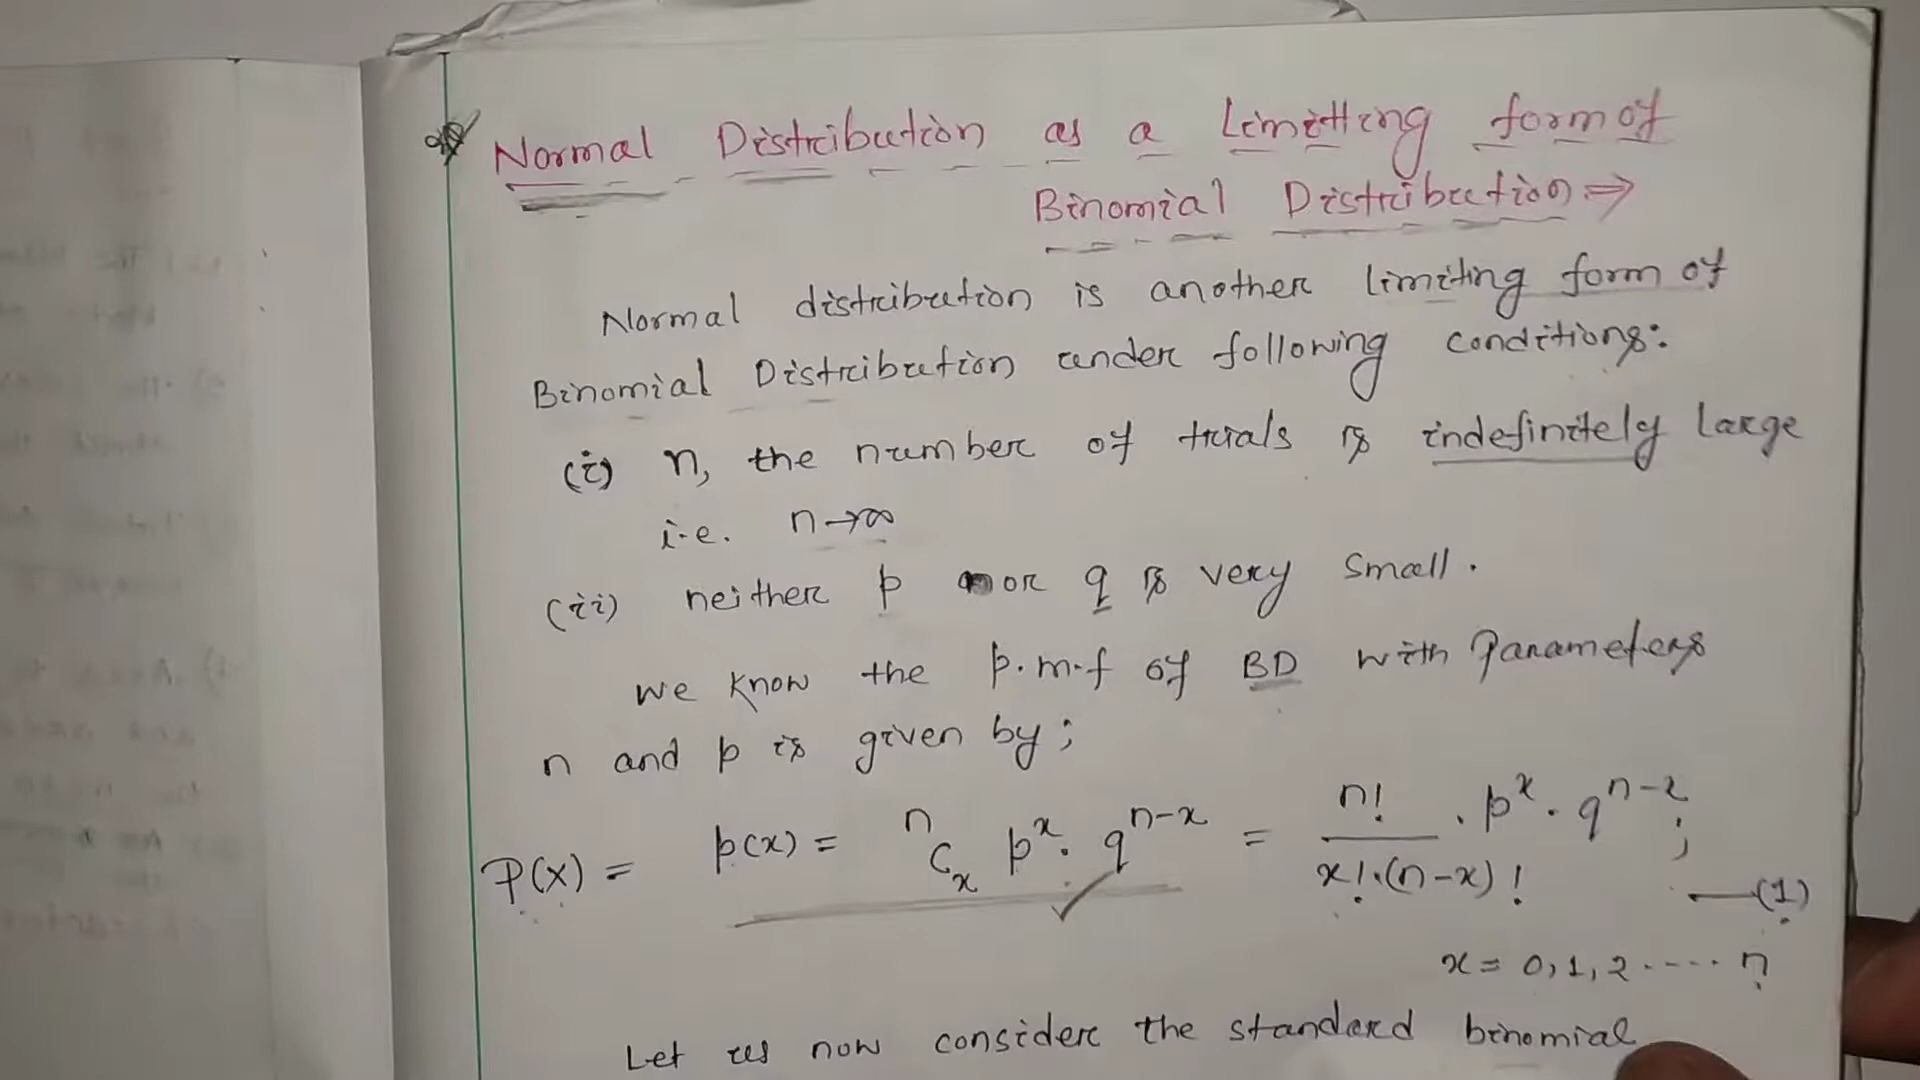 Normal Distribution as a Limitting form of
Binomial Distribution ⇒
Normal distribution is another limiting form of
Binomial Distribution under following conditions:
(i) n, the number of trials is indefinitely large
i.e. n→∞
(ii) neither p nor q is very small.
we know the p.m.f of BD with Parameters
n and p is given by;
P(X) = p(x) = ⁿCₓ pˣ. qⁿ⁻ˣ = n!/x!.(n-x)! . pˣ. qⁿ⁻ˣ; —(1)
x = 0, 1, 2 ..... n
Let us now consider the standard binomial